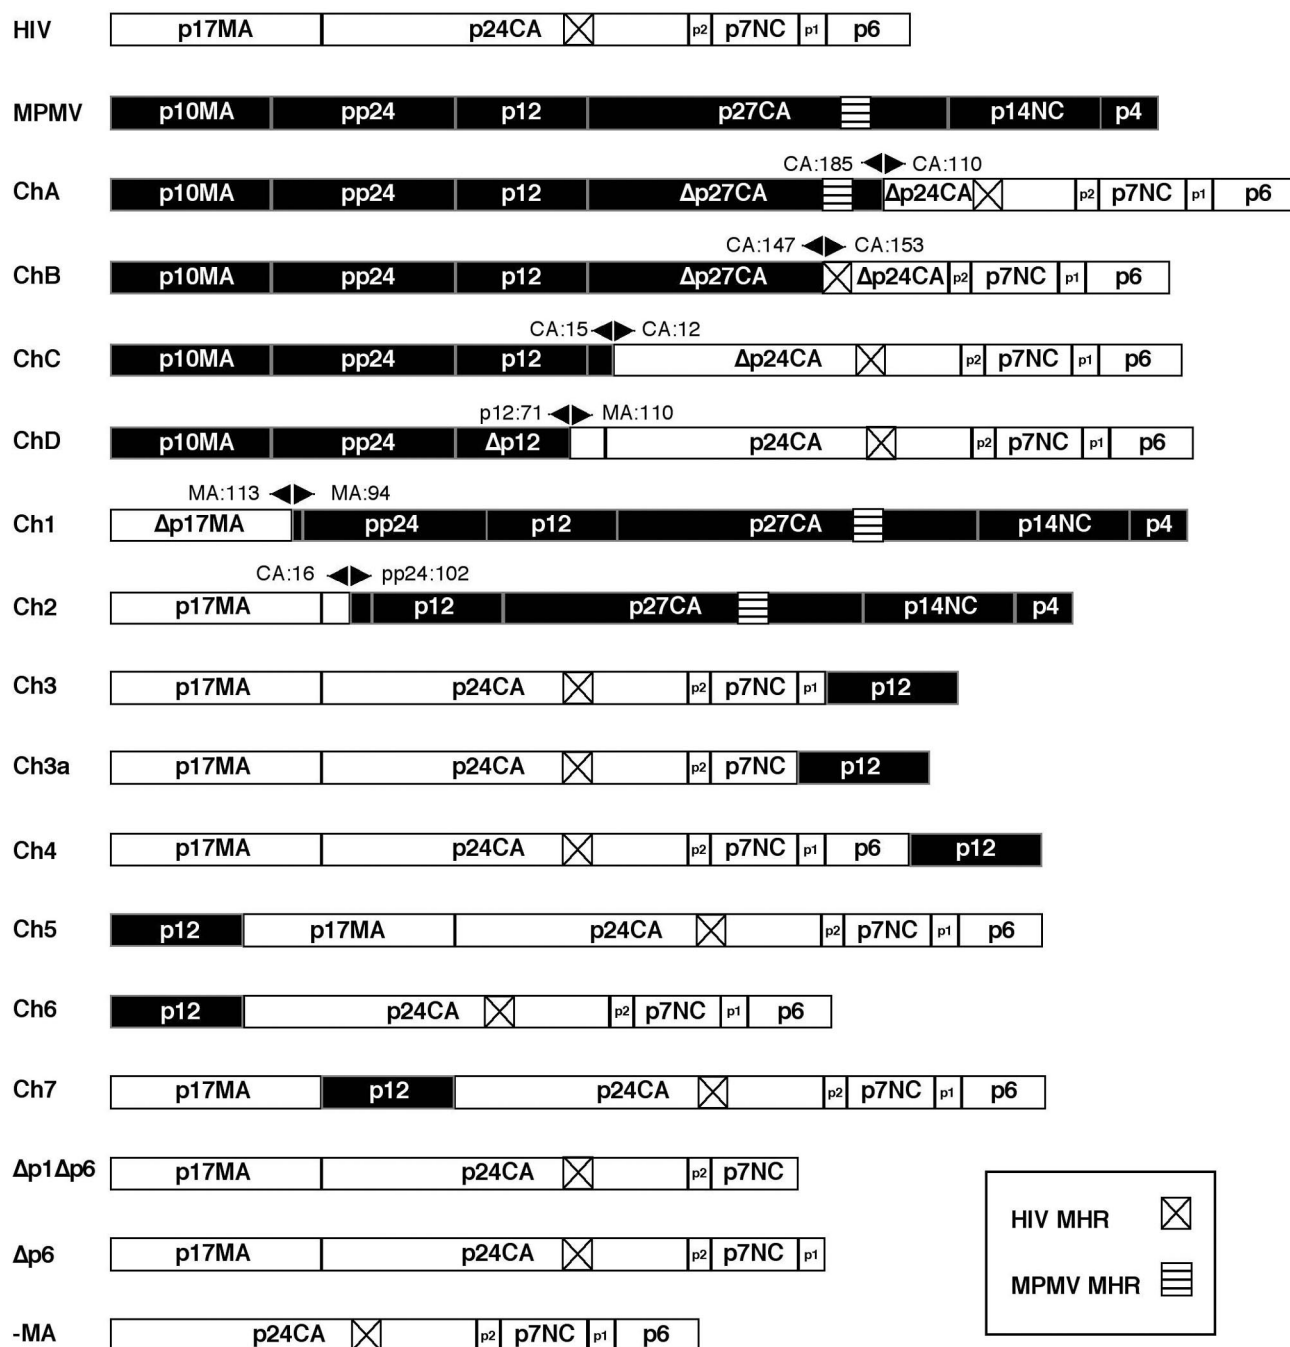 HIV p17MA p24CA p2 p7NC p1 p6
MPMV p10MA pp24 p12 p27CA p14NC p4
CA:185 CA:110
ChA p10MA pp24 p12 Δp27CA Δp24CA p2 p7NC p1 p6
CA:147 CA:153
ChB p10MA pp24 p12 Δp27CA Δp24CA p2 p7NC p1 p6
CA:15 CA:12
ChC p10MA pp24 p12 Δp24CA p2 p7NC p1 p6
p12:71 MA:110
ChD p10MA pp24 Δp12 p24CA p2 p7NC p1 p6
MA:113 MA:94
Ch1 Δp17MA pp24 p12 p27CA p14NC p4
CA:16 pp24:102
Ch2 p17MA p12 p27CA p14NC p4
Ch3 p17MA p24CA p2 p7NC p1 p12
Ch3a p17MA p24CA p2 p7NC p12
Ch4 p17MA p24CA p2 p7NC p1 p6 p12
Ch5 p12 p17MA p24CA p2 p7NC p1 p6
Ch6 p12 p24CA p2 p7NC p1 p6
Ch7 p17MA p12 p24CA p2 p7NC p1 p6
Δp1Δp6 p17MA p24CA p2 p7NC
Δp6 p17MA p24CA p2 p7NC p1
-MA p24CA p2 p7NC p1 p6
HIV MHR
MPMV MHR